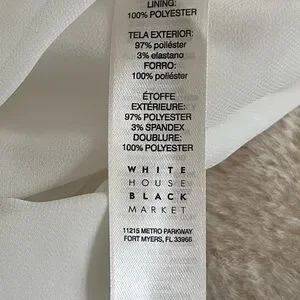 LINING:
100% POLYESTER
TELA EXTERIOR:
97% poliéster
3% elastano
FORRO:
100% poliéster
ÉTOFFE
EXTÉRIEURE:
97% POLYESTER
3% SPANDEX
DOUBLURE:
100% POLYESTER
WHITE
HOUSE
BLACK
MARKET
11215 METRO PARKWAY
FORT MYERS, FL 33966